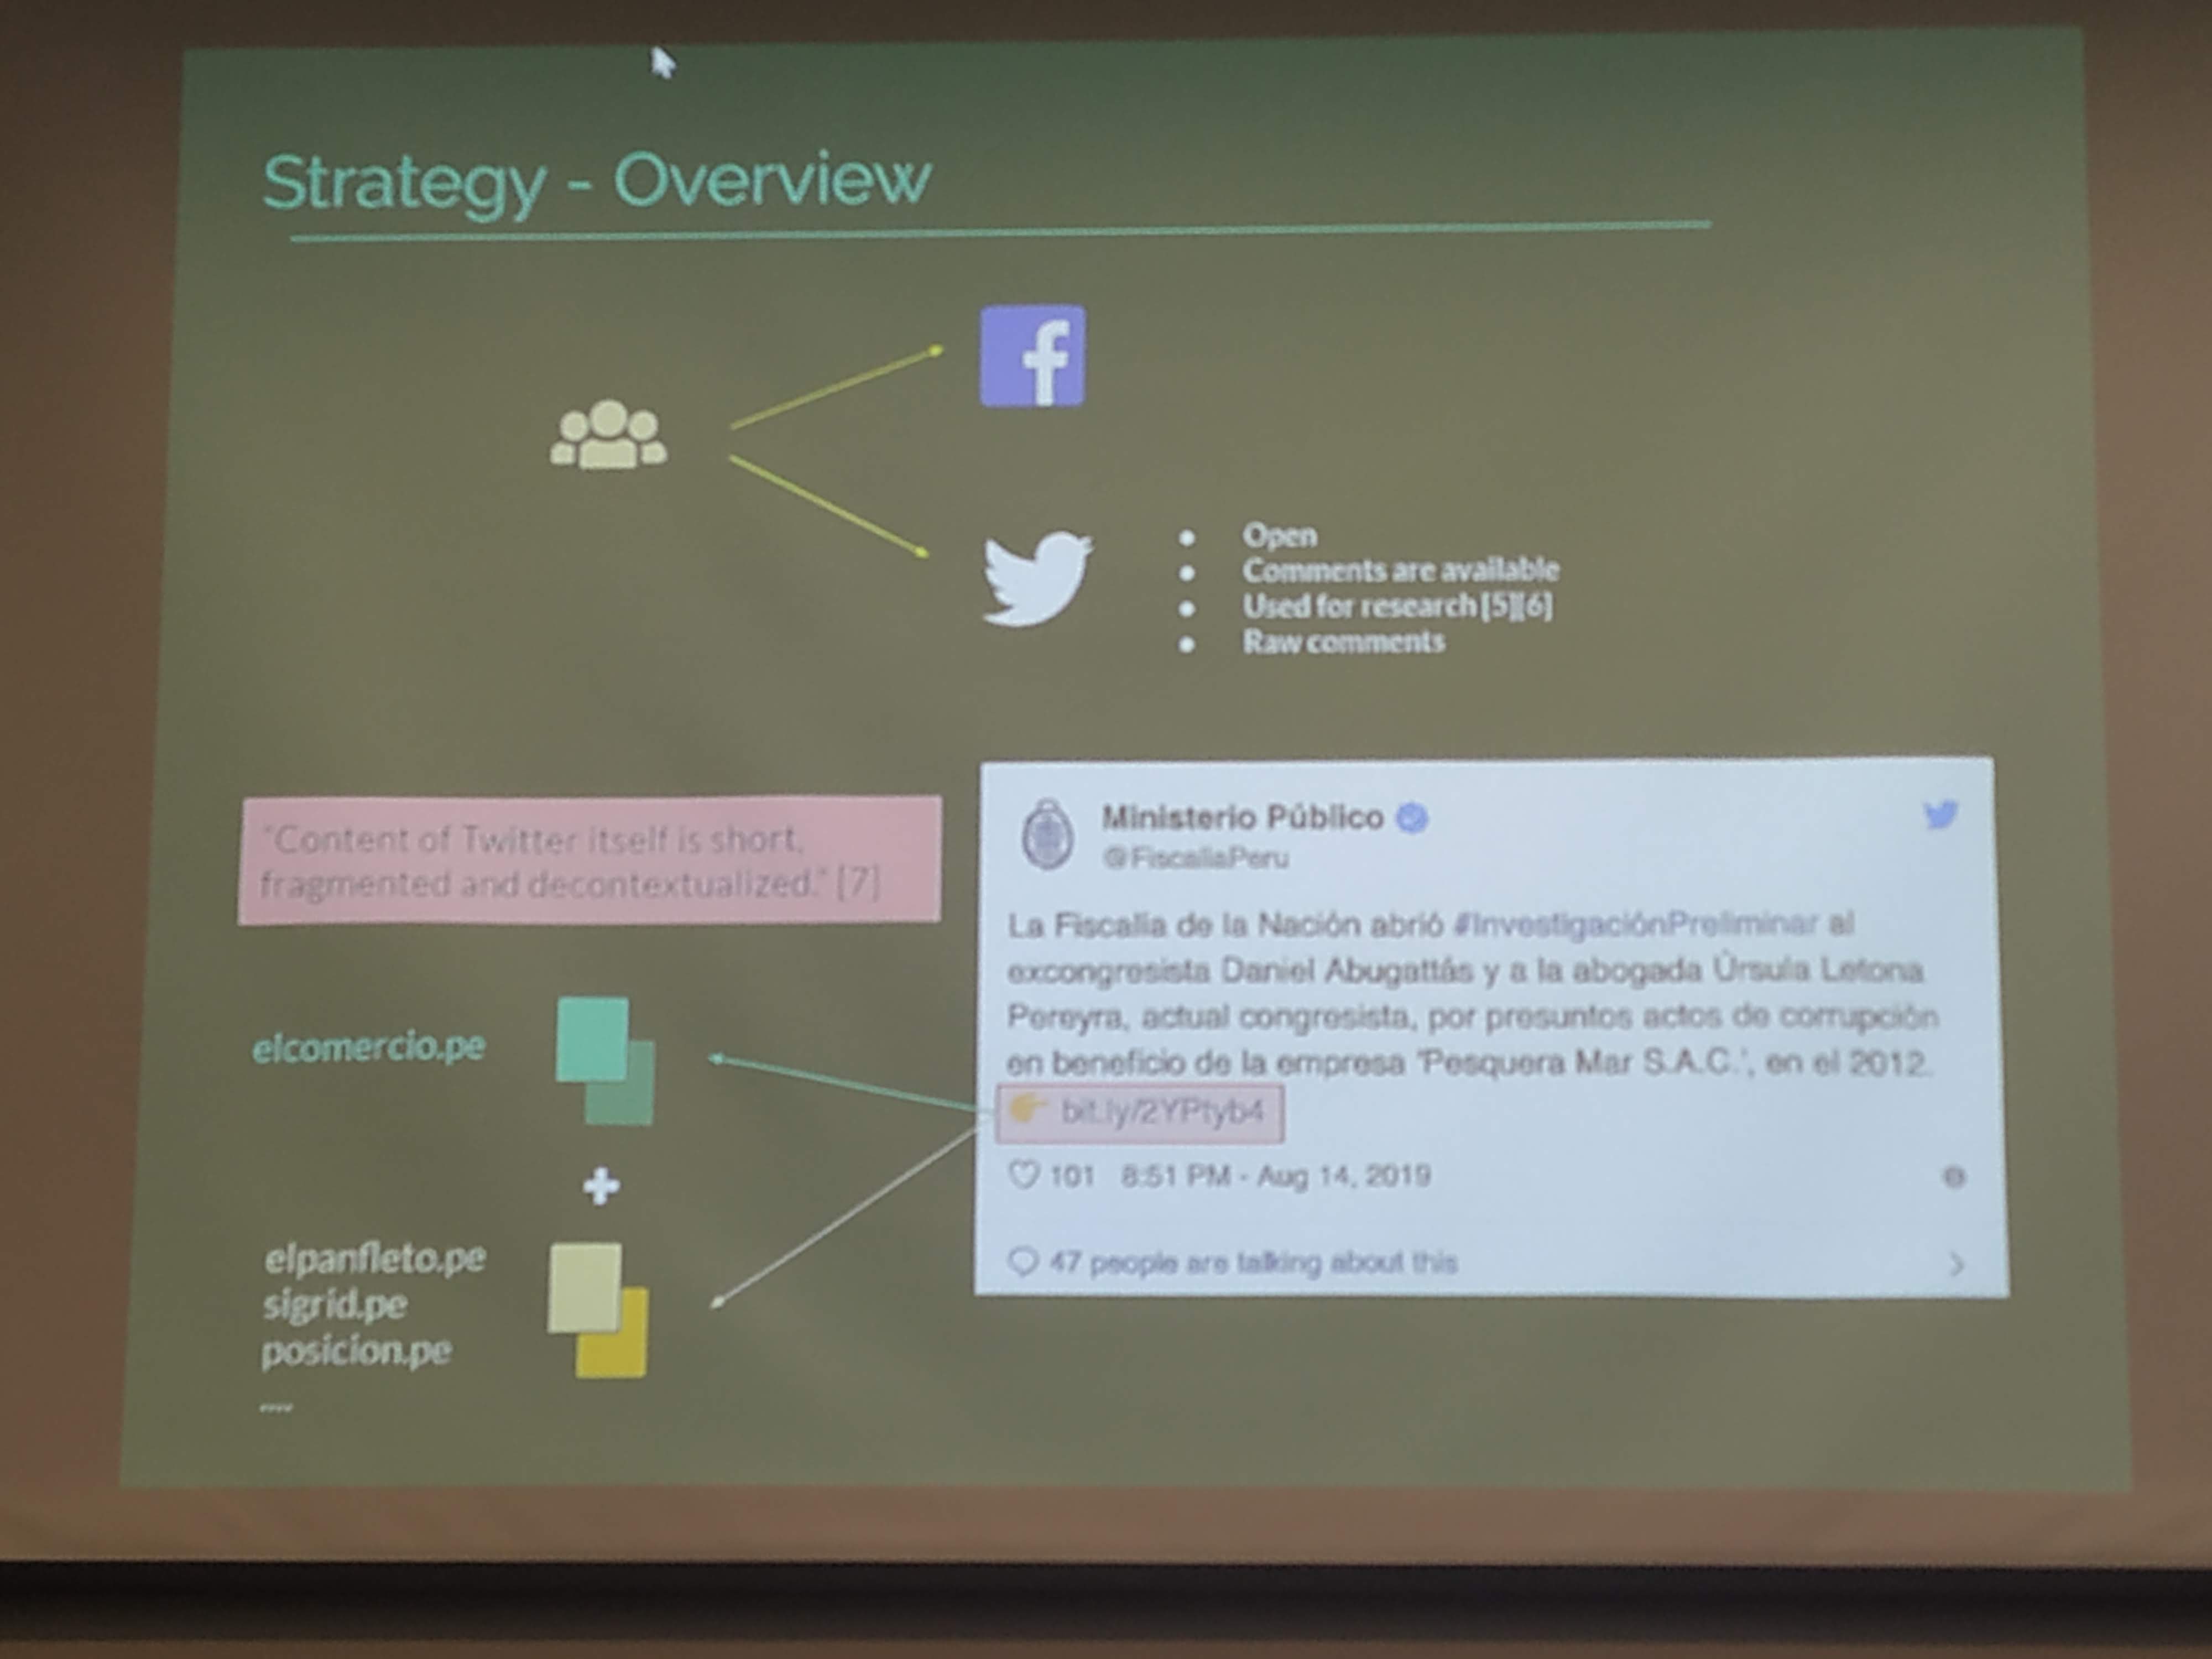 Strategy - Overview
f
Open
Comments are available
Used for research [5][6]
Raw comments
"Content of Twitter itself is short,
fragmented and decontextualized." [7]
Ministerio Público
@FiscaliaPeru
La Fiscalía de la Nación abrió #InvestigaciónPreliminar al
excongresista Daniel Abugattás y a la abogada Úrsula Letona
Pereyra, actual congresista, por presuntos actos de corrupción
en beneficio de la empresa 'Pesquera Mar S.A.C.', en el 2012.
👉 bit.ly/2YPtyb4
101 8:51 PM - Aug 14, 2019
47 people are talking about this
elcomercio.pe
+
elpanfleto.pe
sigrid.pe
posicion.pe
....